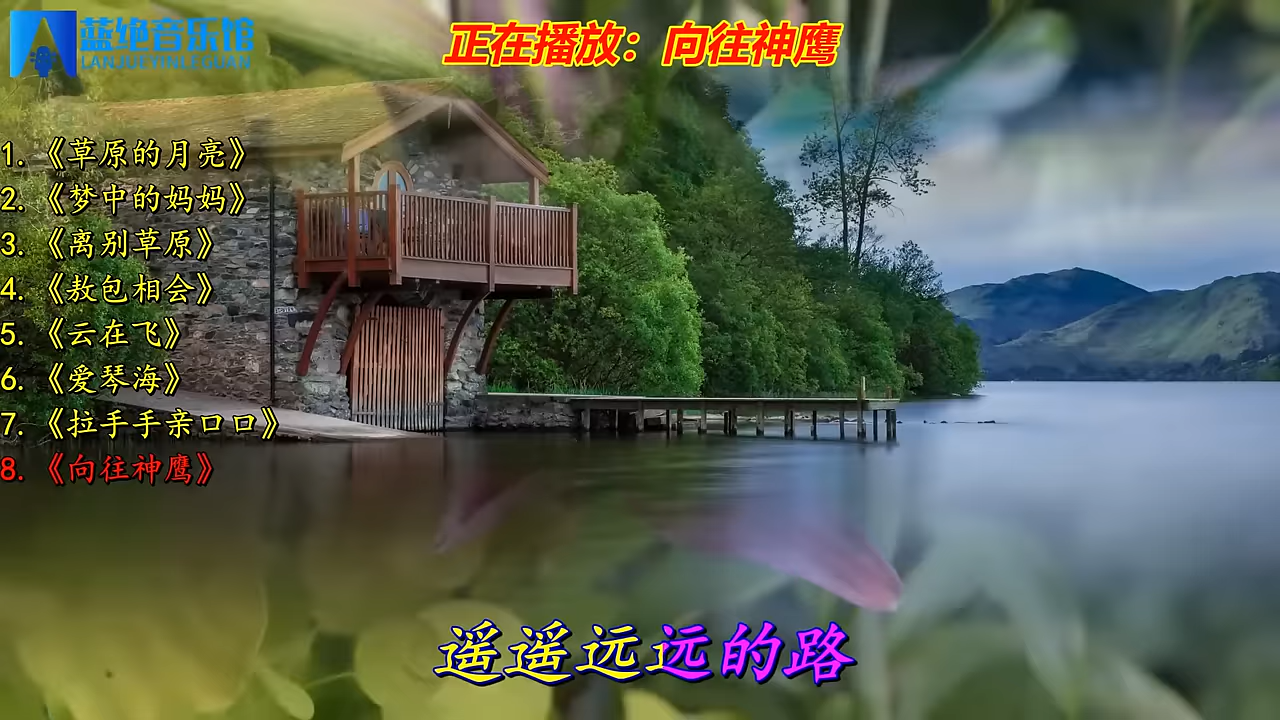 蓝绝音乐馆
LANJUEYINLEGUAN
正在播放：向往神鹰
1.《草原的月亮》
2.《梦中的妈妈》
3.《离别草原》
4.《敖包相会》
5.《云在飞》
6.《爱琴海》
7.《拉手手亲口口》
8.《向往神鹰》
遥遥远远的路